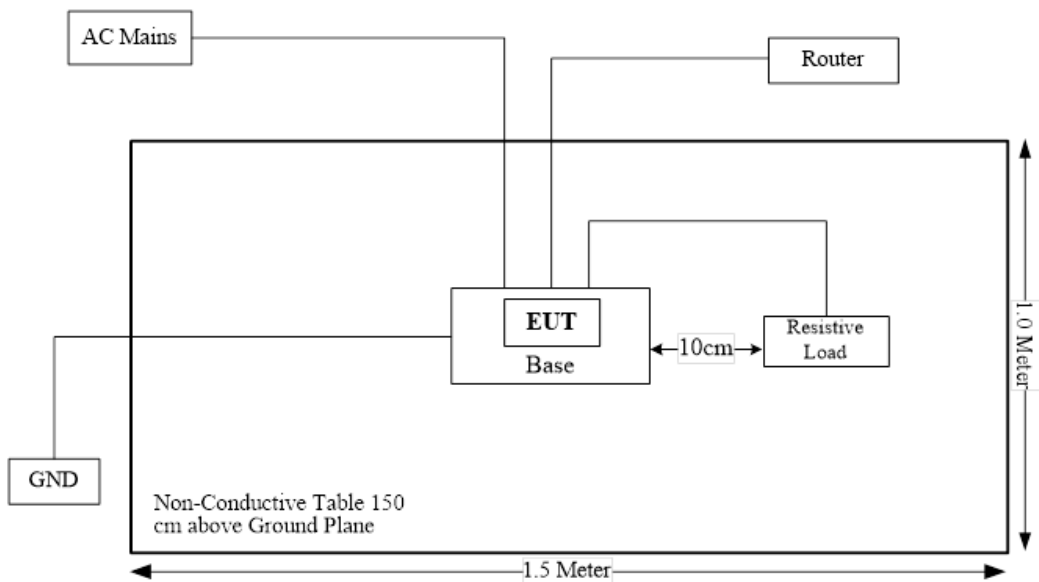 AC Mains
Router
EUT
Base
10cm
Resistive
Load
1.0 Meter
GND
Non-Conductive Table 150
cm above Ground Plane
1.5 Meter